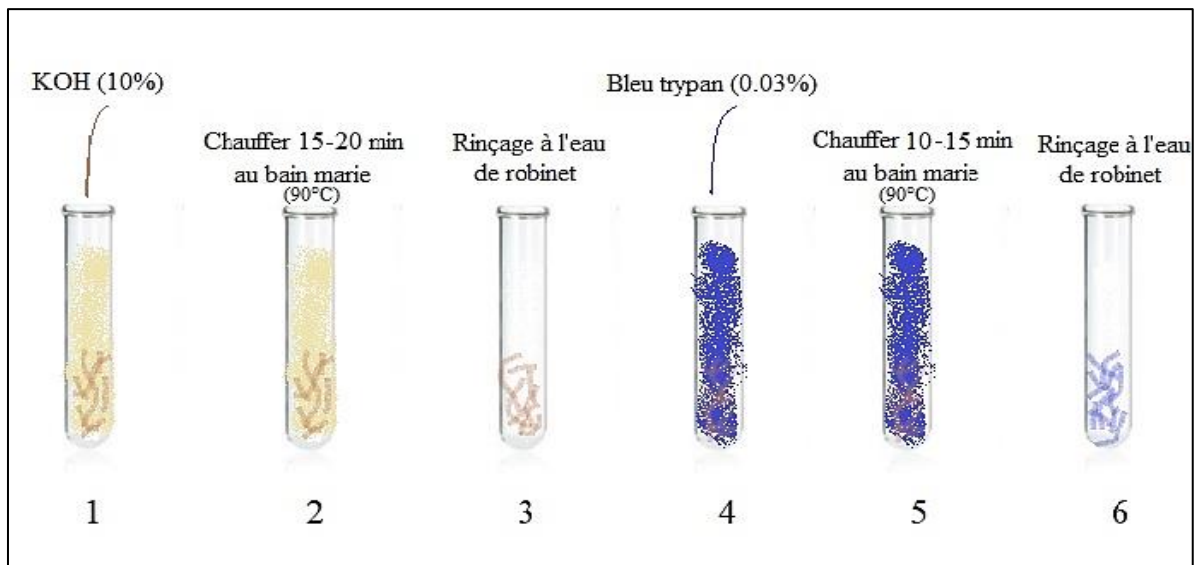 KOH (10%)
Chauffer 15-20 min
au bain marie
(90°C)
Rinçage à l'eau
de robinet
Bleu trypan (0.03%)
Chauffer 10-15 min
au bain marie
(90°C)
Rinçage à l'eau
de robinet
1
2
3
4
5
6